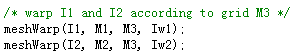 /* warp I1 and I2 according to grid M3 */
meshWarp(I1, M1, M3, Iw1);
meshWarp(I2, M2, M3, Iw2);